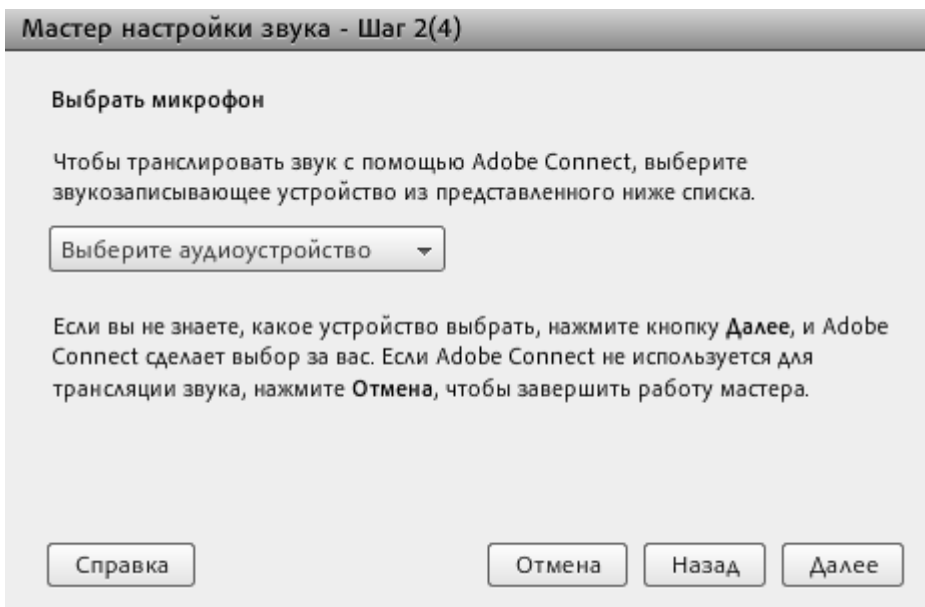 Мастер настройки звука - Шаг 2(4)
Выбрать микрофон
Чтобы транслировать звук с помощью Adobe Connect, выберите
звукозаписывающее устройство из представленного ниже списка.
Выберите аудиоустройство
Если вы не знаете, какое устройство выбрать, нажмите кнопку Далее, и Adobe
Connect сделает выбор за вас. Если Adobe Connect не используется для
трансляции звука, нажмите Отмена, чтобы завершить работу мастера.
Справка Отмена Назад Далее